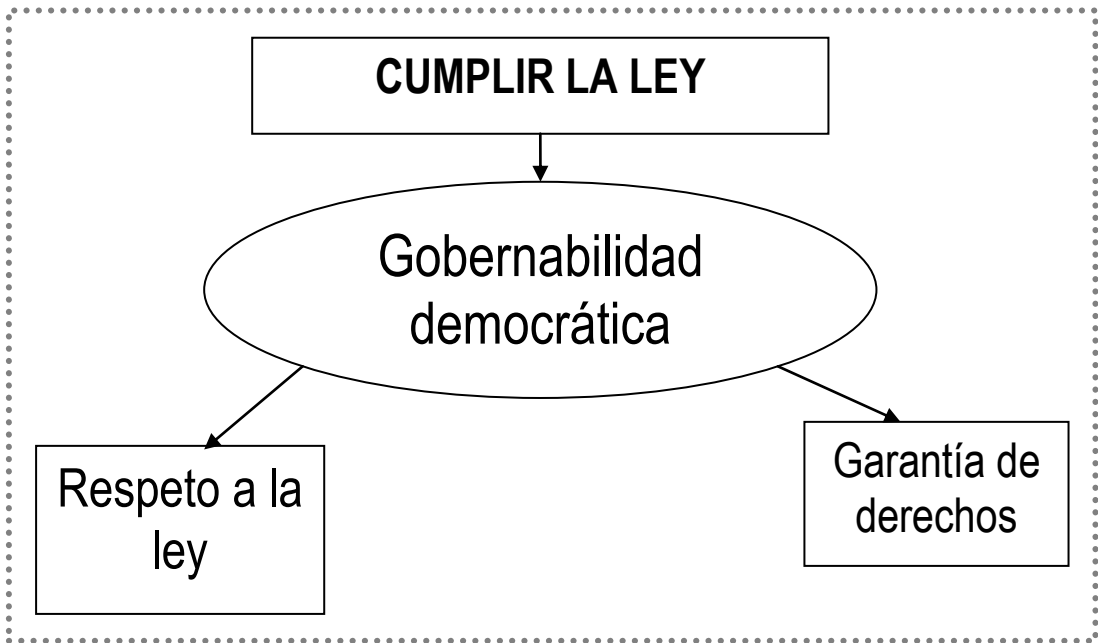 CUMPLIR LA LEY
Gobernabilidad
democrática
Respeto a la
ley
Garantía de
derechos